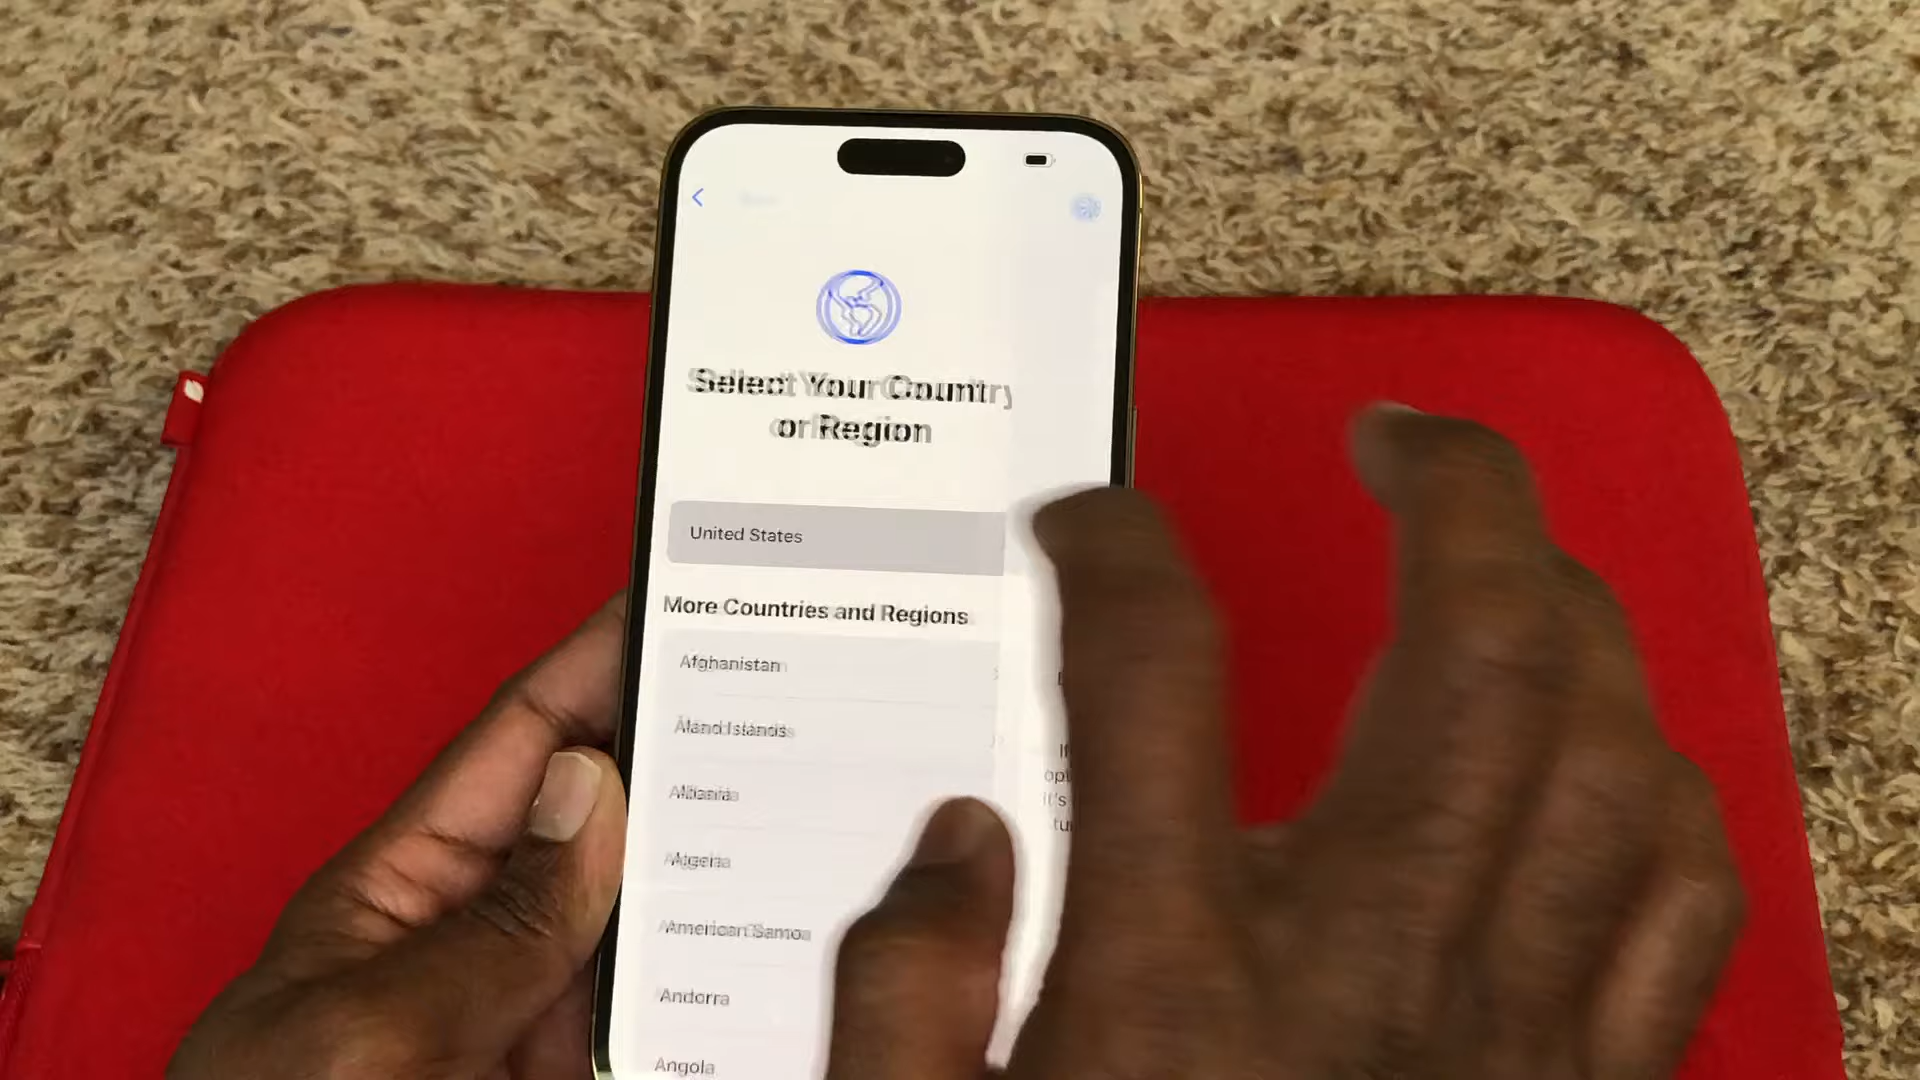 Select Your Country
or Region
United States
More Countries and Regions
Afghanistan
Åland Islands
Albania
Algeria
American Samoa
Andorra
Angola